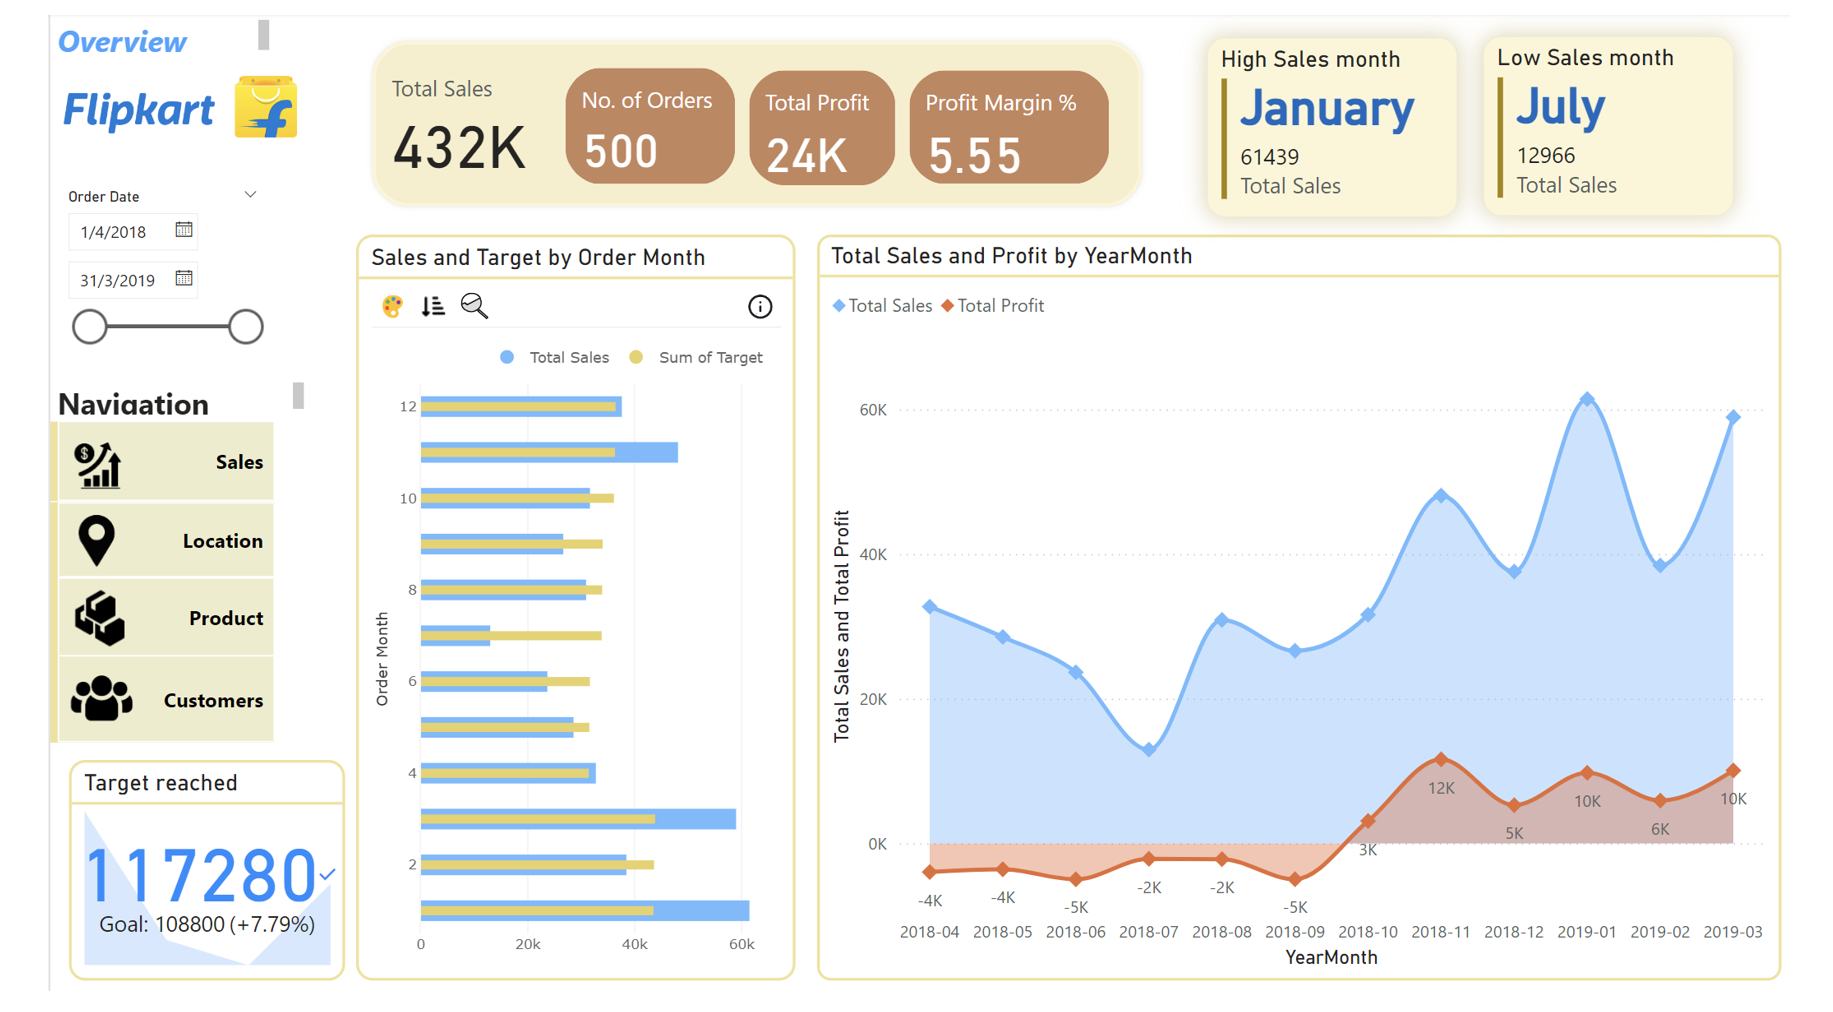 Overview
Flipkart
Order Date
1/4/2018
31/3/2019
Navigation
Sales
Location
Product
Customers
Target reached
117280
Goal: 108800 (+7.79%)
Total Sales
432K
No. of Orders
500
Total Profit
24K
Profit Margin %
5.55
High Sales month
January
61439
Total Sales
Low Sales month
July
12966
Total Sales
Sales and Target by Order Month
Total Sales
Sum of Target
Order Month
12
10
8
6
4
2
0
20k
40k
60k
Total Sales and Profit by YearMonth
Total Sales
Total Profit
Total Sales and Total Profit
60K
40K
20K
0K
-4K
-4K
-5K
-2K
-2K
-5K
3K
12K
5K
10K
6K
10K
2018-04
2018-05
2018-06
2018-07
2018-08
2018-09
2018-10
2018-11
2018-12
2019-01
2019-02
2019-03
YearMonth